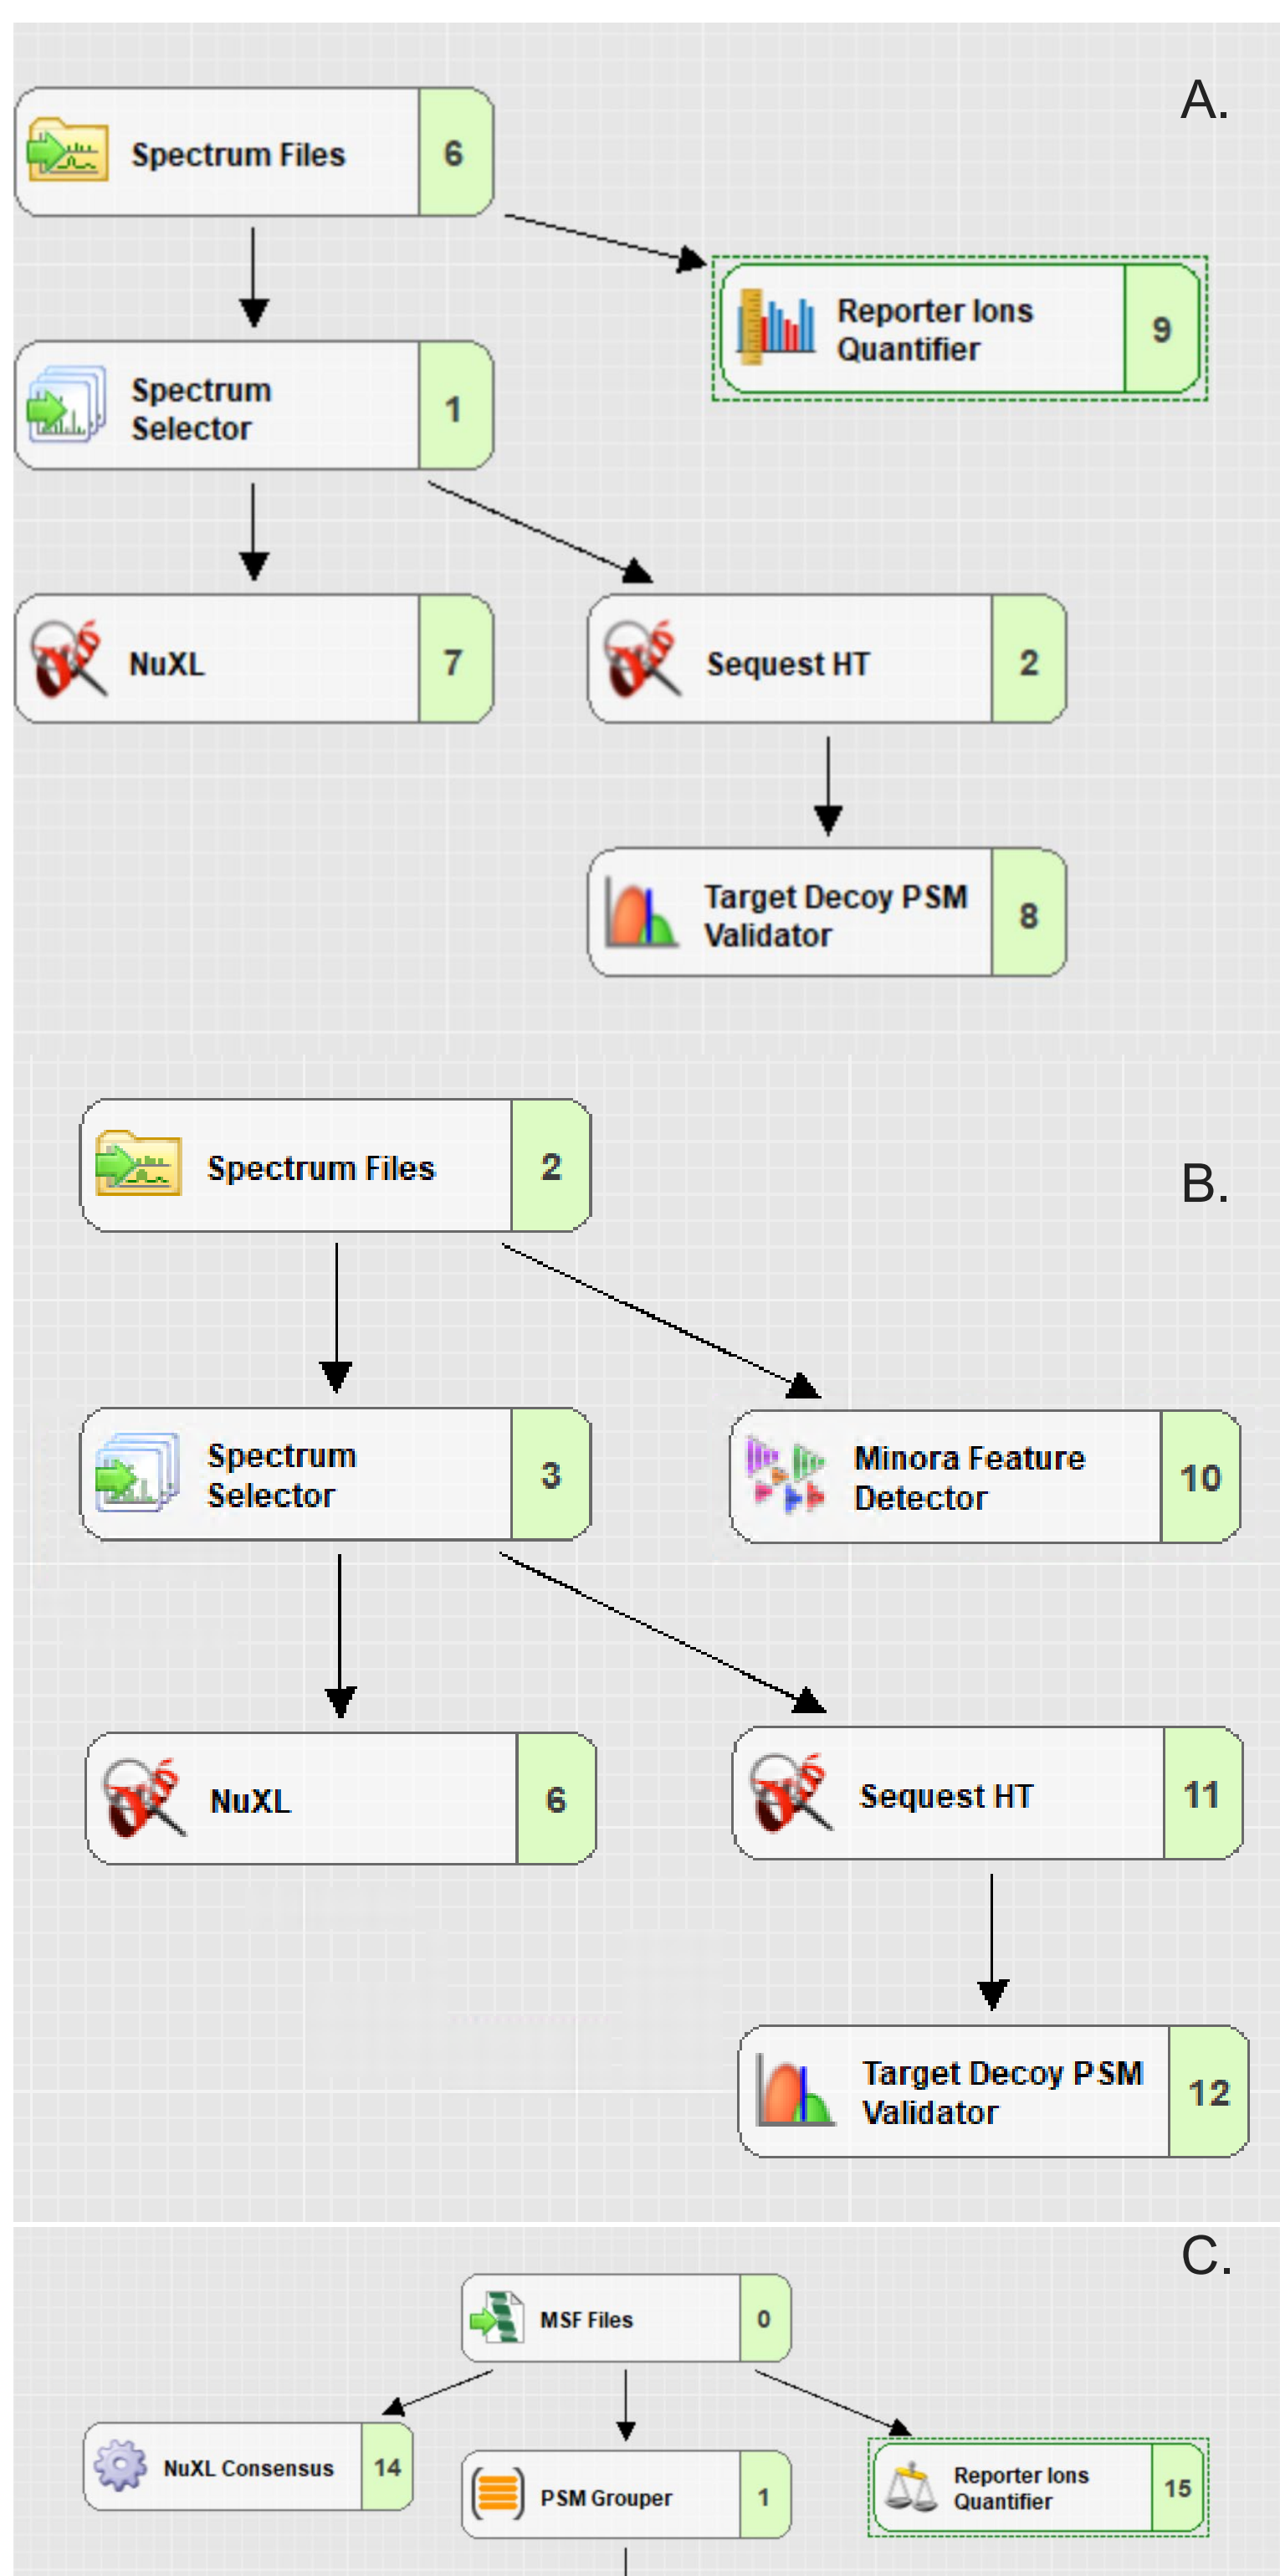 A.
Spectrum Files 6
Reporter Ions
Quantifier
9
Spectrum
Selector
1
NuXL 7
Sequest HT 2
Target Decoy PSM
Validator
8
Spectrum Files 2
B.
Spectrum
Selector
3
Minora Feature
Detector
10
NuXL 6
Sequest HT 11
Target Decoy PSM
Validator
12
C.
MSF Files 0
NuXL Consensus 14
PSM Grouper 1
Reporter Ions
Quantifier
15